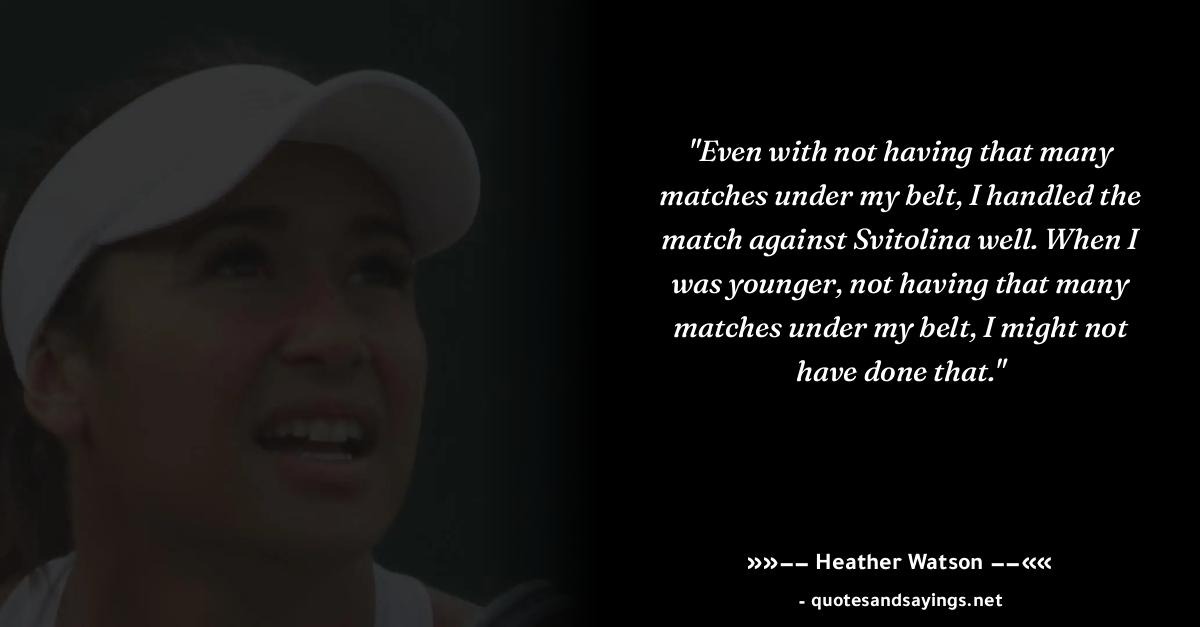 "Even with not having that many
matches under my belt, I handled the
match against Svitolina well. When I
was younger, not having that many
matches under my belt, I might not
have done that."
»»−− Heather Watson −−««
- quotesandsayings.net